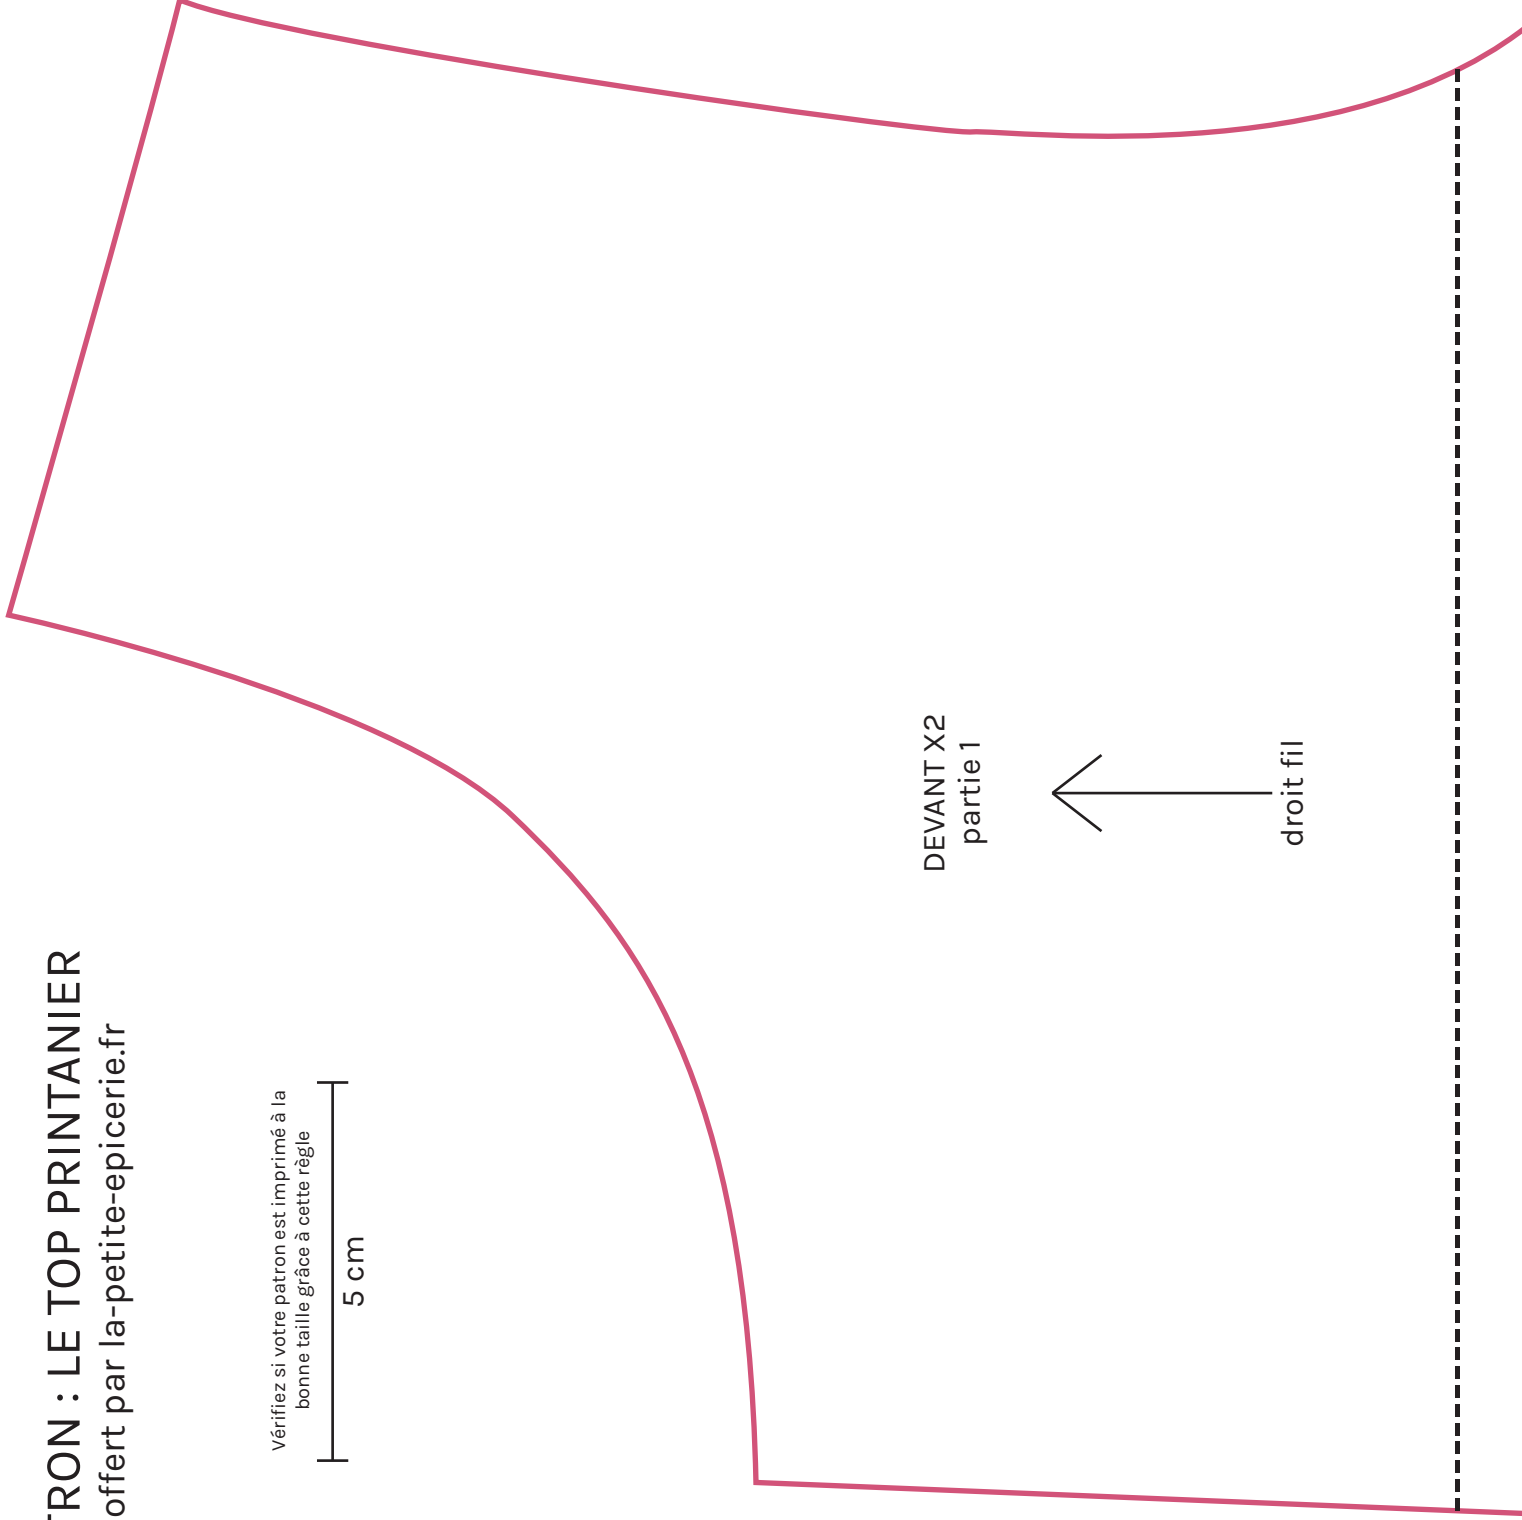 TRON : LE TOP PRINTANIER
offert par la-petite-epicerie.fr
Vérifiez si votre patron est imprimé à la
bonne taille grâce à cette règle
5 cm
DEVANT X2
partie 1
droit fil